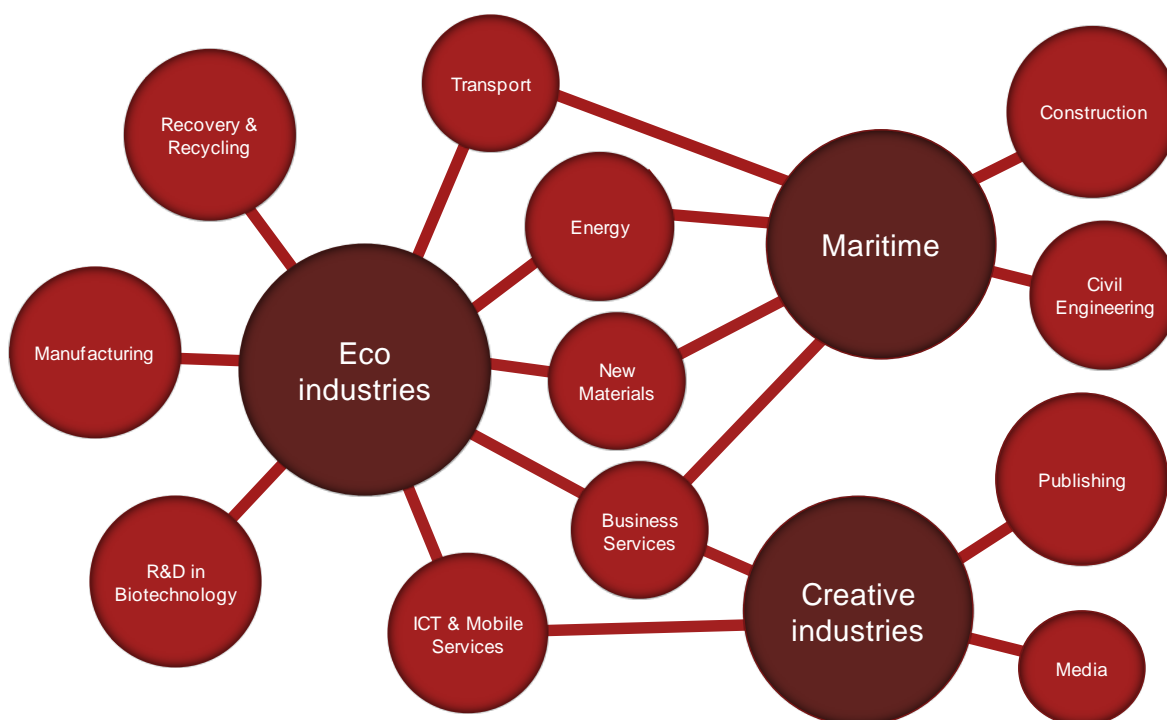 Transport
Construction
Recovery &
Recycling
Energy
Maritime
Civil
Engineering
Manufacturing
Eco
industries
New
Materials
Publishing
Business
Services
R&D in
Biotechnology
ICT & Mobile
Services
Creative
industries
Media